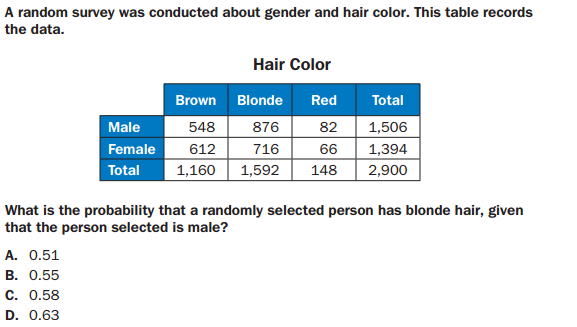 A random survey was conducted about gender and hair color. This table records
the data.
Hair Color
Brown Blonde Red Total
Male 548 876 82 1,506
Female 612 716 66 1,394
Total 1,160 1,592 148 2,900
What is the probability that a randomly selected person has blonde hair, given
that the person selected is male?
A. 0.51
B. 0.55
C. 0.58
D. 0.63